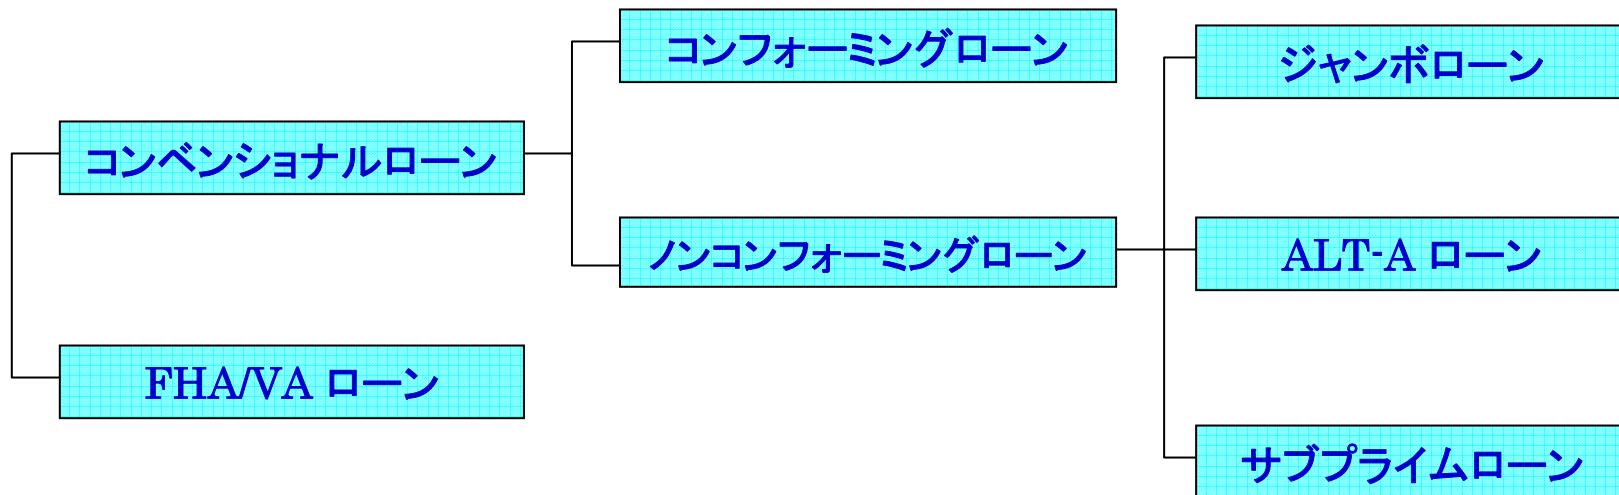 コンフォーミングローン
ジャンボローン
コンベンショナルローン
ノンコンフォーミングローン
ALT-A ローン
FHA/VA ローン
サブプライムローン